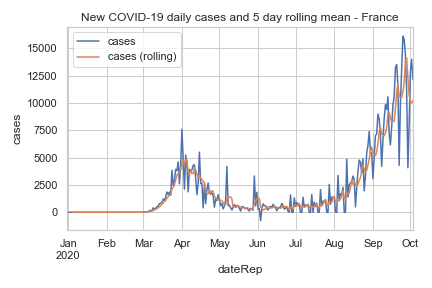 New COVID-19 daily cases and 5 day rolling mean - France
cases
cases (rolling)
cases
15000
12500
10000
7500
5000
2500
0
Jan Feb Mar Apr May Jun Jul Aug Sep Oct
2020
dateRep